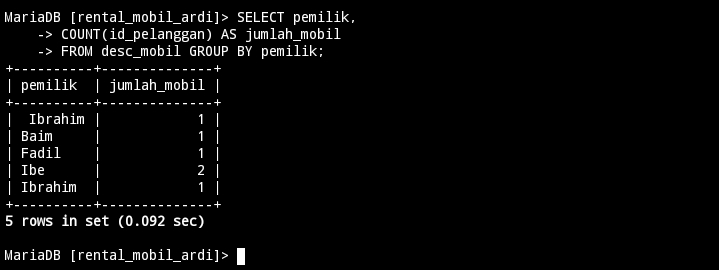 MariaDB [rental_mobil_ardi]> SELECT pemilik,
    -> COUNT(id_pelanggan) AS jumlah_mobil
    -> FROM desc_mobil GROUP BY pemilik;
+----------+--------------+
| pemilik  | jumlah_mobil |
+----------+--------------+
|  Ibrahim |            1 |
| Baim     |            1 |
| Fadil    |            1 |
| Ibe      |            2 |
| Ibrahim  |            1 |
+----------+--------------+
5 rows in set (0.092 sec)
MariaDB [rental_mobil_ardi]>